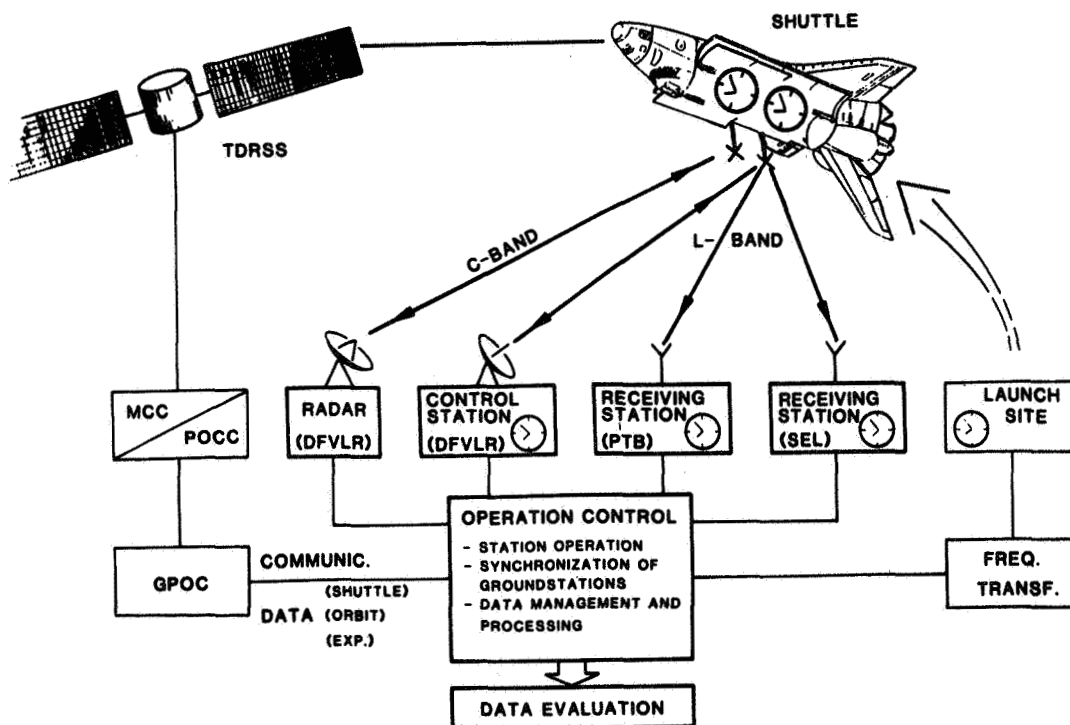 SHUTTLE
TDRSS
C-BAND
L- BAND
MCC
POCC
RADAR
(DFVLR)
CONTROL
STATION
(DFVLR)
RECEIVING
STATION
(PTB)
RECEIVING
STATION
(SEL)
LAUNCH
SITE
OPERATION CONTROL
- STATION OPERATION
- SYNCHRONIZATION OF
GROUNDSTATIONS
- DATA MANAGEMENT AND
PROCESSING
GPOC
COMMUNIC.
(SHUTTLE)
DATA (ORBIT)
(EXP.)
FREQ.
TRANSF.
DATA EVALUATION